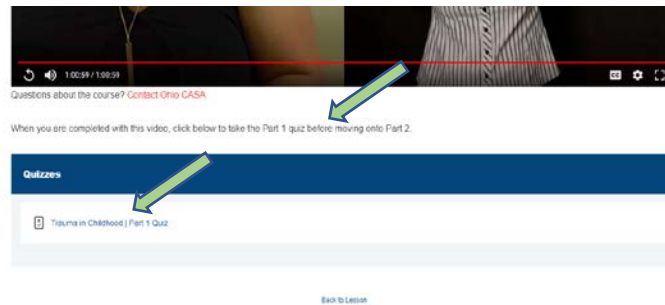 1:00:59 / 1:00:59
CC
Questions about the course? Contact Ohio CASA
When you are completed with this video, click below to take the Part 1 quiz before moving onto Part 2.
Quizzes
Trauma in Childhood | Part 1 Quiz
Back to Lesson